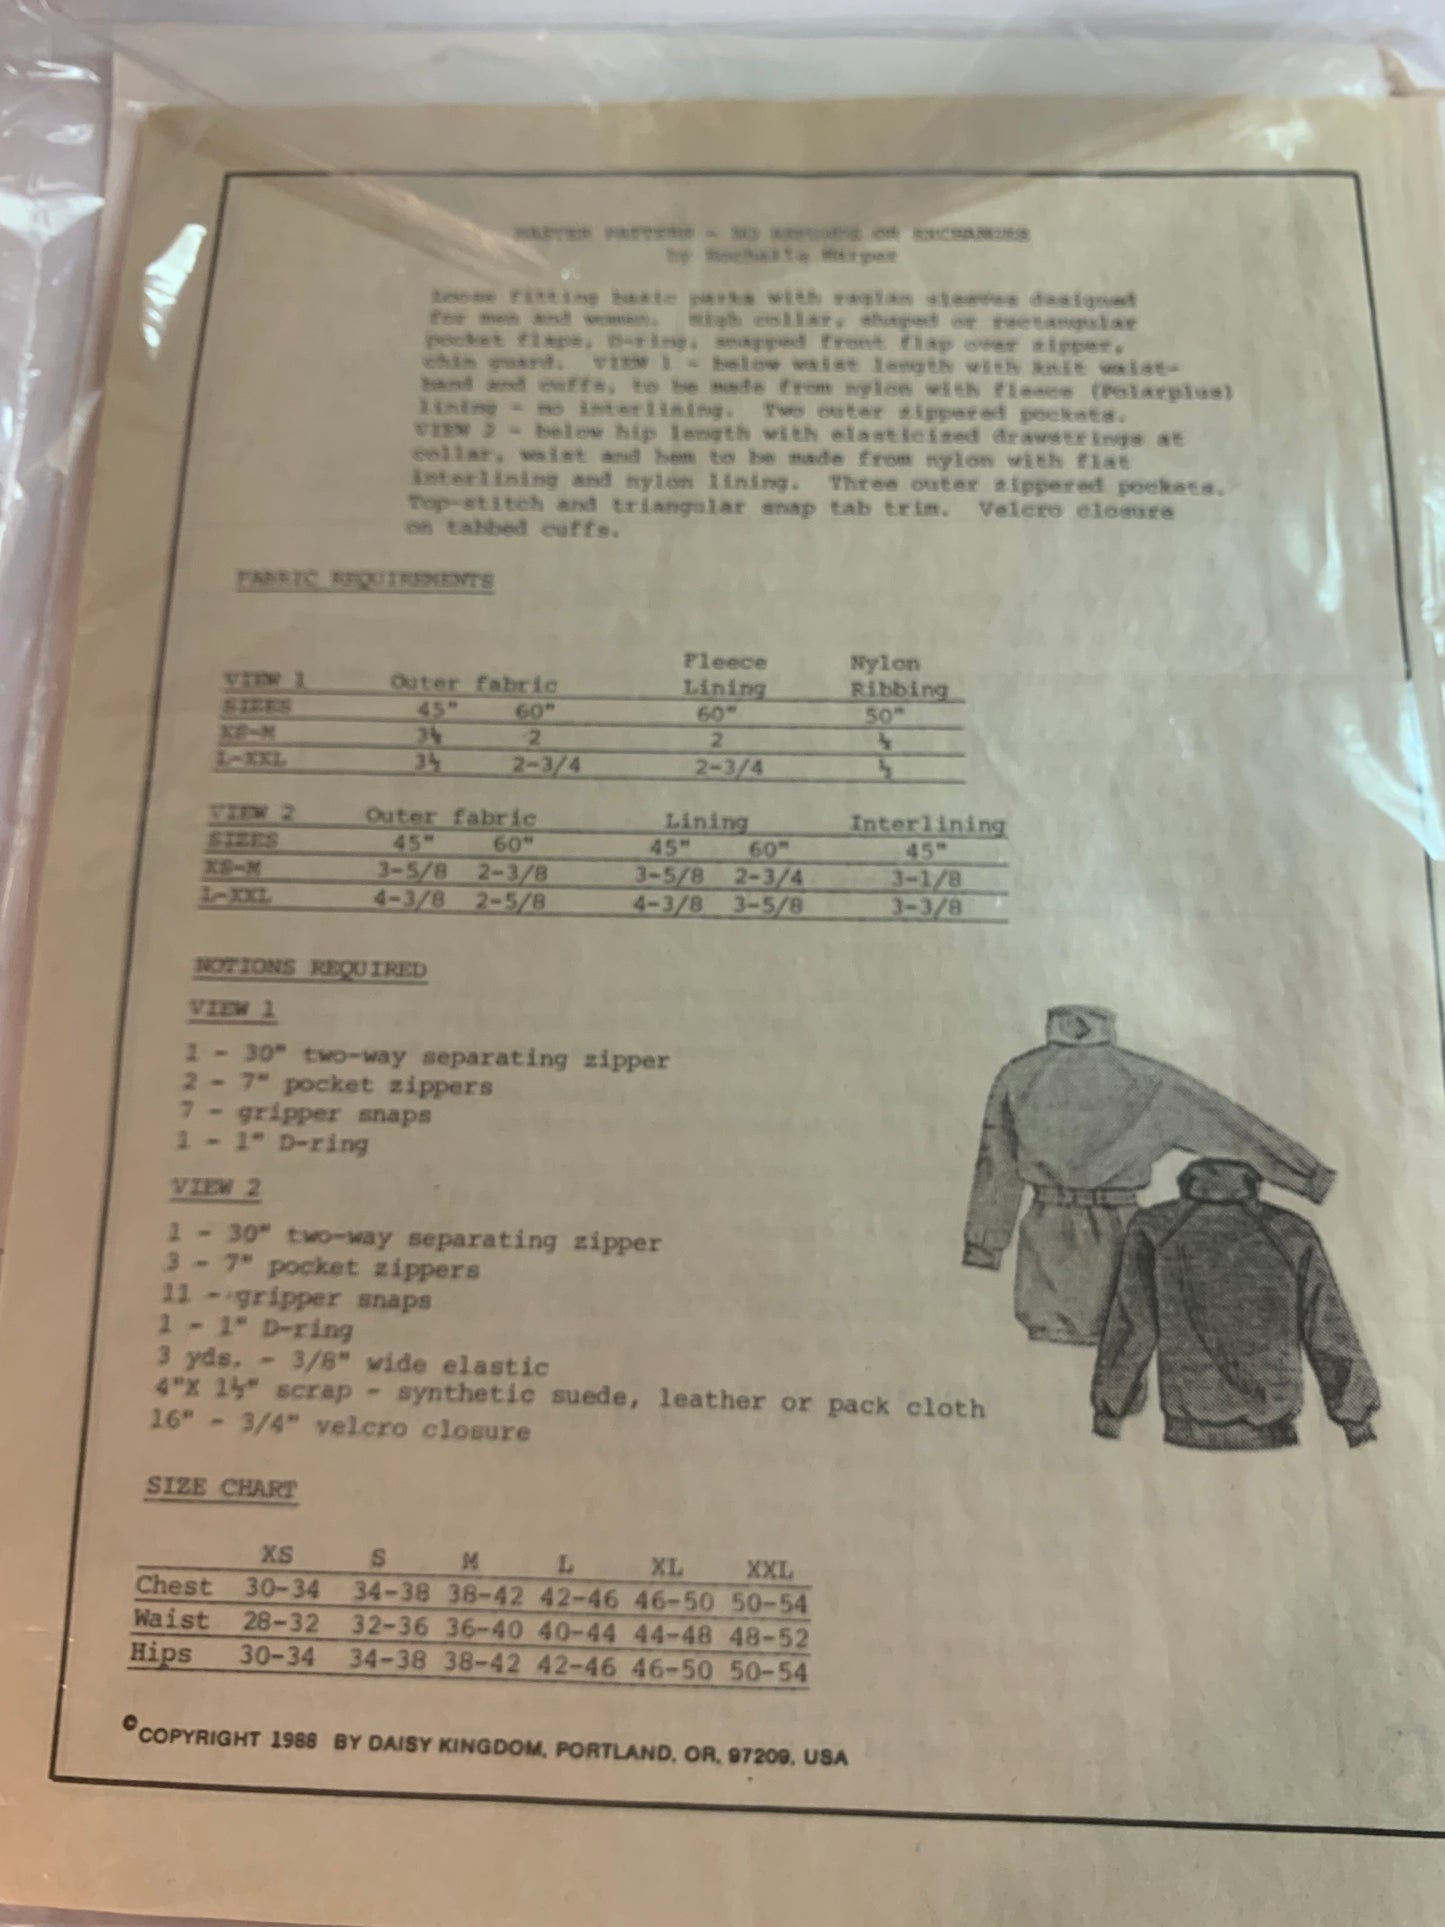 MASTER PATTERN - NO REFUNDS OR EXCHANGES
by Rochelle Harper
Loose fitting basic parka with raglan sleeves designed
for men and women. High collar, shaped or rectangular
pocket flaps, D-ring, snapped front flap over zipper,
chin guard. VIEW 1 - below waist length with knit waist-
band and cuffs, to be made from nylon with fleece (Polarplus)
lining - no interlining. Two outer zippered pockets.
VIEW 2 - below hip length with elasticized drawstrings at
collar, waist and hem to be made from nylon with flat
interlining and nylon lining. Three outer zippered pockets.
Top-stitch and triangular snap tab trim. Velcro closure
on tabbed cuffs.
FABRIC REQUIREMENTS
Fleece Nylon
VIEW 1 Outer fabric Lining Ribbing
SIZES 45" 60" 60" 50"
XS-M 2 2
L-XXL 3½ 2-3/4 2-3/4
VIEW 2 Outer fabric Lining Interlining
SIZES 45" 60" 45" 60" 45"
XS-M 3-5/8 2-3/8 3-5/8 2-3/4 3-1/8
L-XXL 4-3/8 2-5/8 4-3/8 3-5/8 3-3/8
NOTIONS REQUIRED
VIEW 1
1 - 30" two-way separating zipper
2 - 7" pocket zippers
7 - gripper snaps
1 - 1" D-ring
VIEW 2
1 - 30" two-way separating zipper
3 - 7" pocket zippers
11 - gripper snaps
1 - 1" D-ring
3 yds. - 3/8" wide elastic
4"X 1½" scrap - synthetic suede, leather or pack cloth
16" - 3/4" velcro closure
SIZE CHART
XS S M L XL XXL
Chest 30-34 34-38 38-42 42-46 46-50 50-54
Waist 28-32 32-36 36-40 40-44 44-48 48-52
Hips 30-34 34-38 38-42 42-46 46-50 50-54
©COPYRIGHT 1988 BY DAISY KINGDOM, PORTLAND, OR, 97209, USA